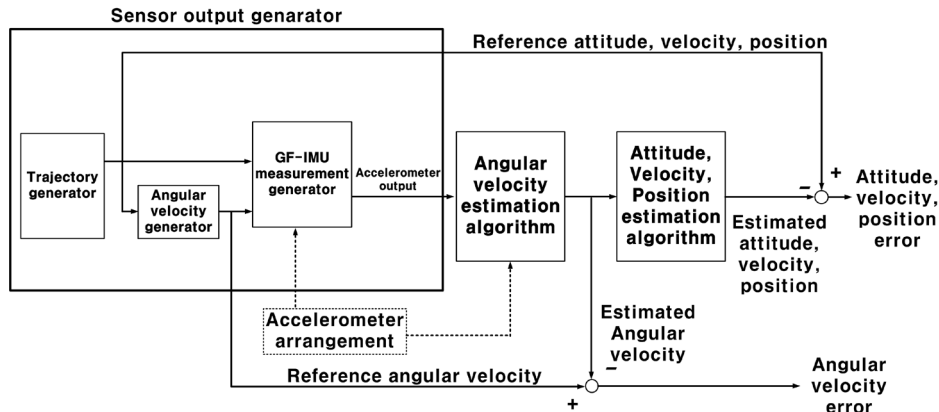 Sensor output genarator
Reference attitude, velocity, position
Trajectory
generator
Angular
velocity
generator
GF-IMU
measurement
generator
Accelerometer
output
Angular
velocity
estimation
algorithm
Attitude,
Velocity,
Position
estimation
algorithm
+
−
Attitude,
velocity,
position
error
Estimated
attitude,
velocity,
position
Accelerometer
arrangement
Estimated
Angular
velocity
Reference angular velocity
−
+
Angular
velocity
error